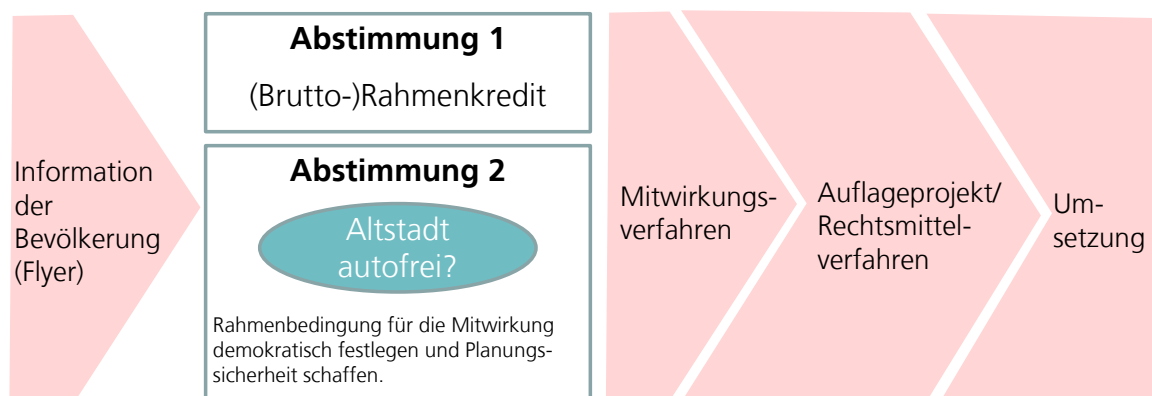 Information
der
Bevölkerung
(Flyer)
Abstimmung 1
(Brutto-)Rahmenkredit
Abstimmung 2
Altstadt
autofrei?
Rahmenbedingung für die Mitwirkung
demokratisch festlegen und Planungs-
sicherheit schaffen.
Mitwirkungs-
verfahren
Auflageprojekt/
Rechtsmittel-
verfahren
Um-
setzung